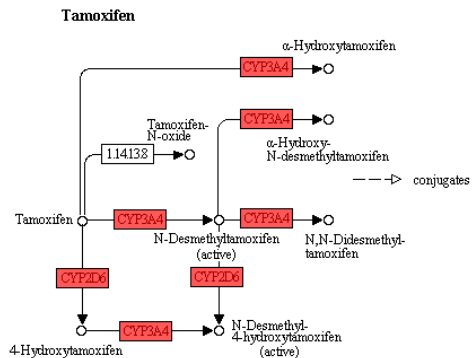 Tamoxifen
α-Hydroxytamoxifen
CYP3A4
CYP3A4
Tamoxifen-
N-oxide
α-Hydroxy-
N-desmethyltamoxifen
1.14.13.8
conjugates
Tamoxifen
CYP3A4
CYP3A4
N-Desmethyltamoxifen
(active)
N,N-Didesmethyl-
tamoxifen
CYP2D6
CYP2D6
CYP3A4
4-Hydroxytamoxifen
N-Desmethyl-
4-hydroxytamoxifen
(active)